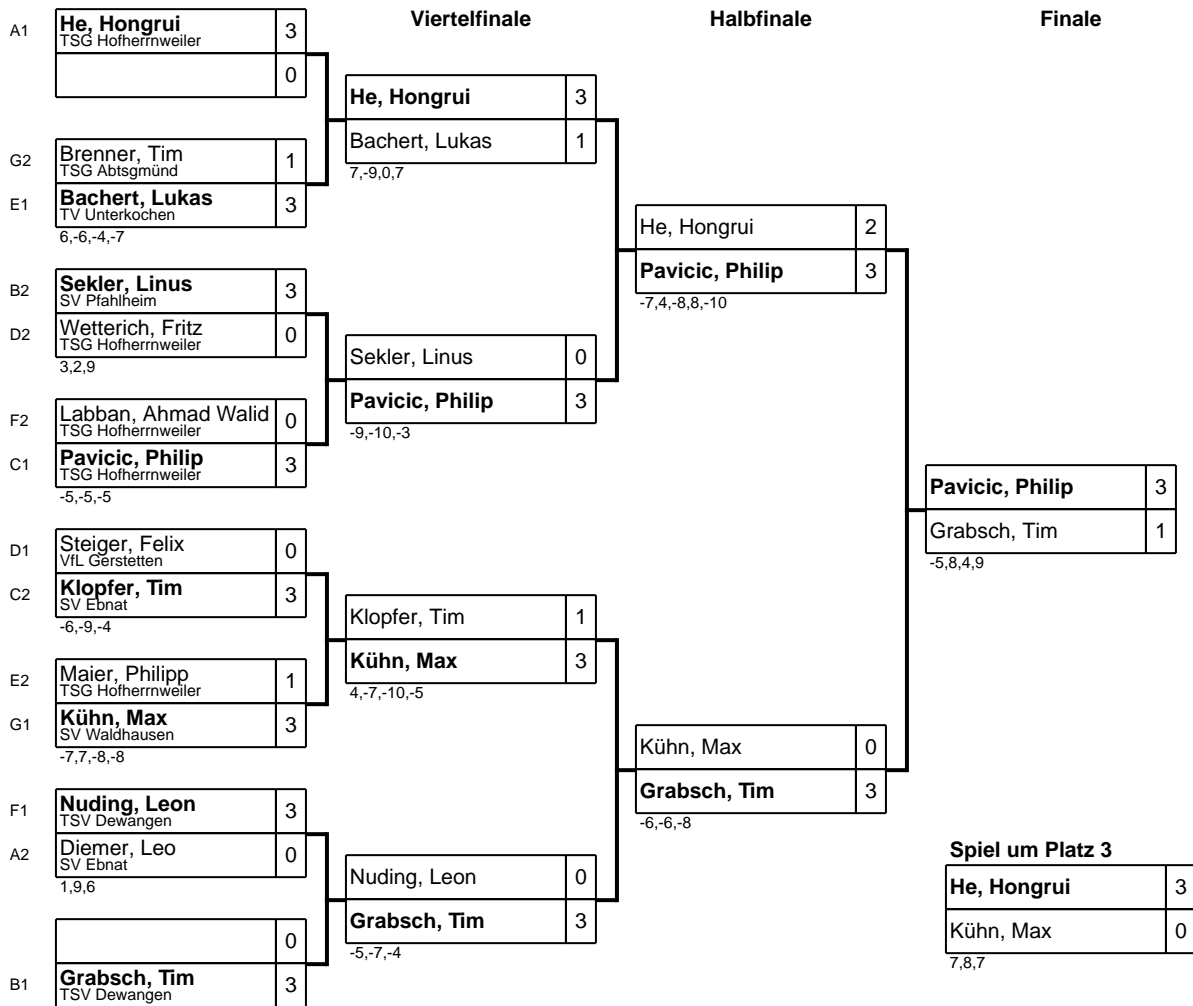 Viertelfinale
Halbfinale
Finale
A1
He, Hongrui
3
TSG Hofherrnweiler
0
G2
Brenner, Tim
1
TSG Abtsgmünd
E1
Bachert, Lukas
3
TV Unterkochen
6,-6,-4,-7
B2
Sekler, Linus
3
SV Pfahlheim
D2
Wetterich, Fritz
0
TSG Hofherrnweiler
3,2,9
F2
Labban, Ahmad Walid
0
TSG Hofherrnweiler
C1
Pavicic, Philip
3
TSG Hofherrnweiler
-5,-5,-5
D1
Steiger, Felix
0
VfL Gerstetten
C2
Klopfer, Tim
3
SV Ebnat
-6,-9,-4
E2
Maier, Philipp
1
TSG Hofherrnweiler
G1
Kühn, Max
3
SV Waldhausen
-7,7,-8,-8
F1
Nuding, Leon
3
TSV Dewangen
A2
Diemer, Leo
0
SV Ebnat
1,9,6
0
B1
Grabsch, Tim
3
TSV Dewangen
He, Hongrui
3
Bachert, Lukas
1
7,-9,0,7
Sekler, Linus
0
Pavicic, Philip
3
-9,-10,-3
Klopfer, Tim
1
Kühn, Max
3
4,-7,-10,-5
Nuding, Leon
0
Grabsch, Tim
3
-5,-7,-4
He, Hongrui
2
Pavicic, Philip
3
-7,4,-8,8,-10
Kühn, Max
0
Grabsch, Tim
3
-6,-6,-8
Pavicic, Philip
3
Grabsch, Tim
1
-5,8,4,9
Spiel um Platz 3
He, Hongrui
3
Kühn, Max
0
7,8,7